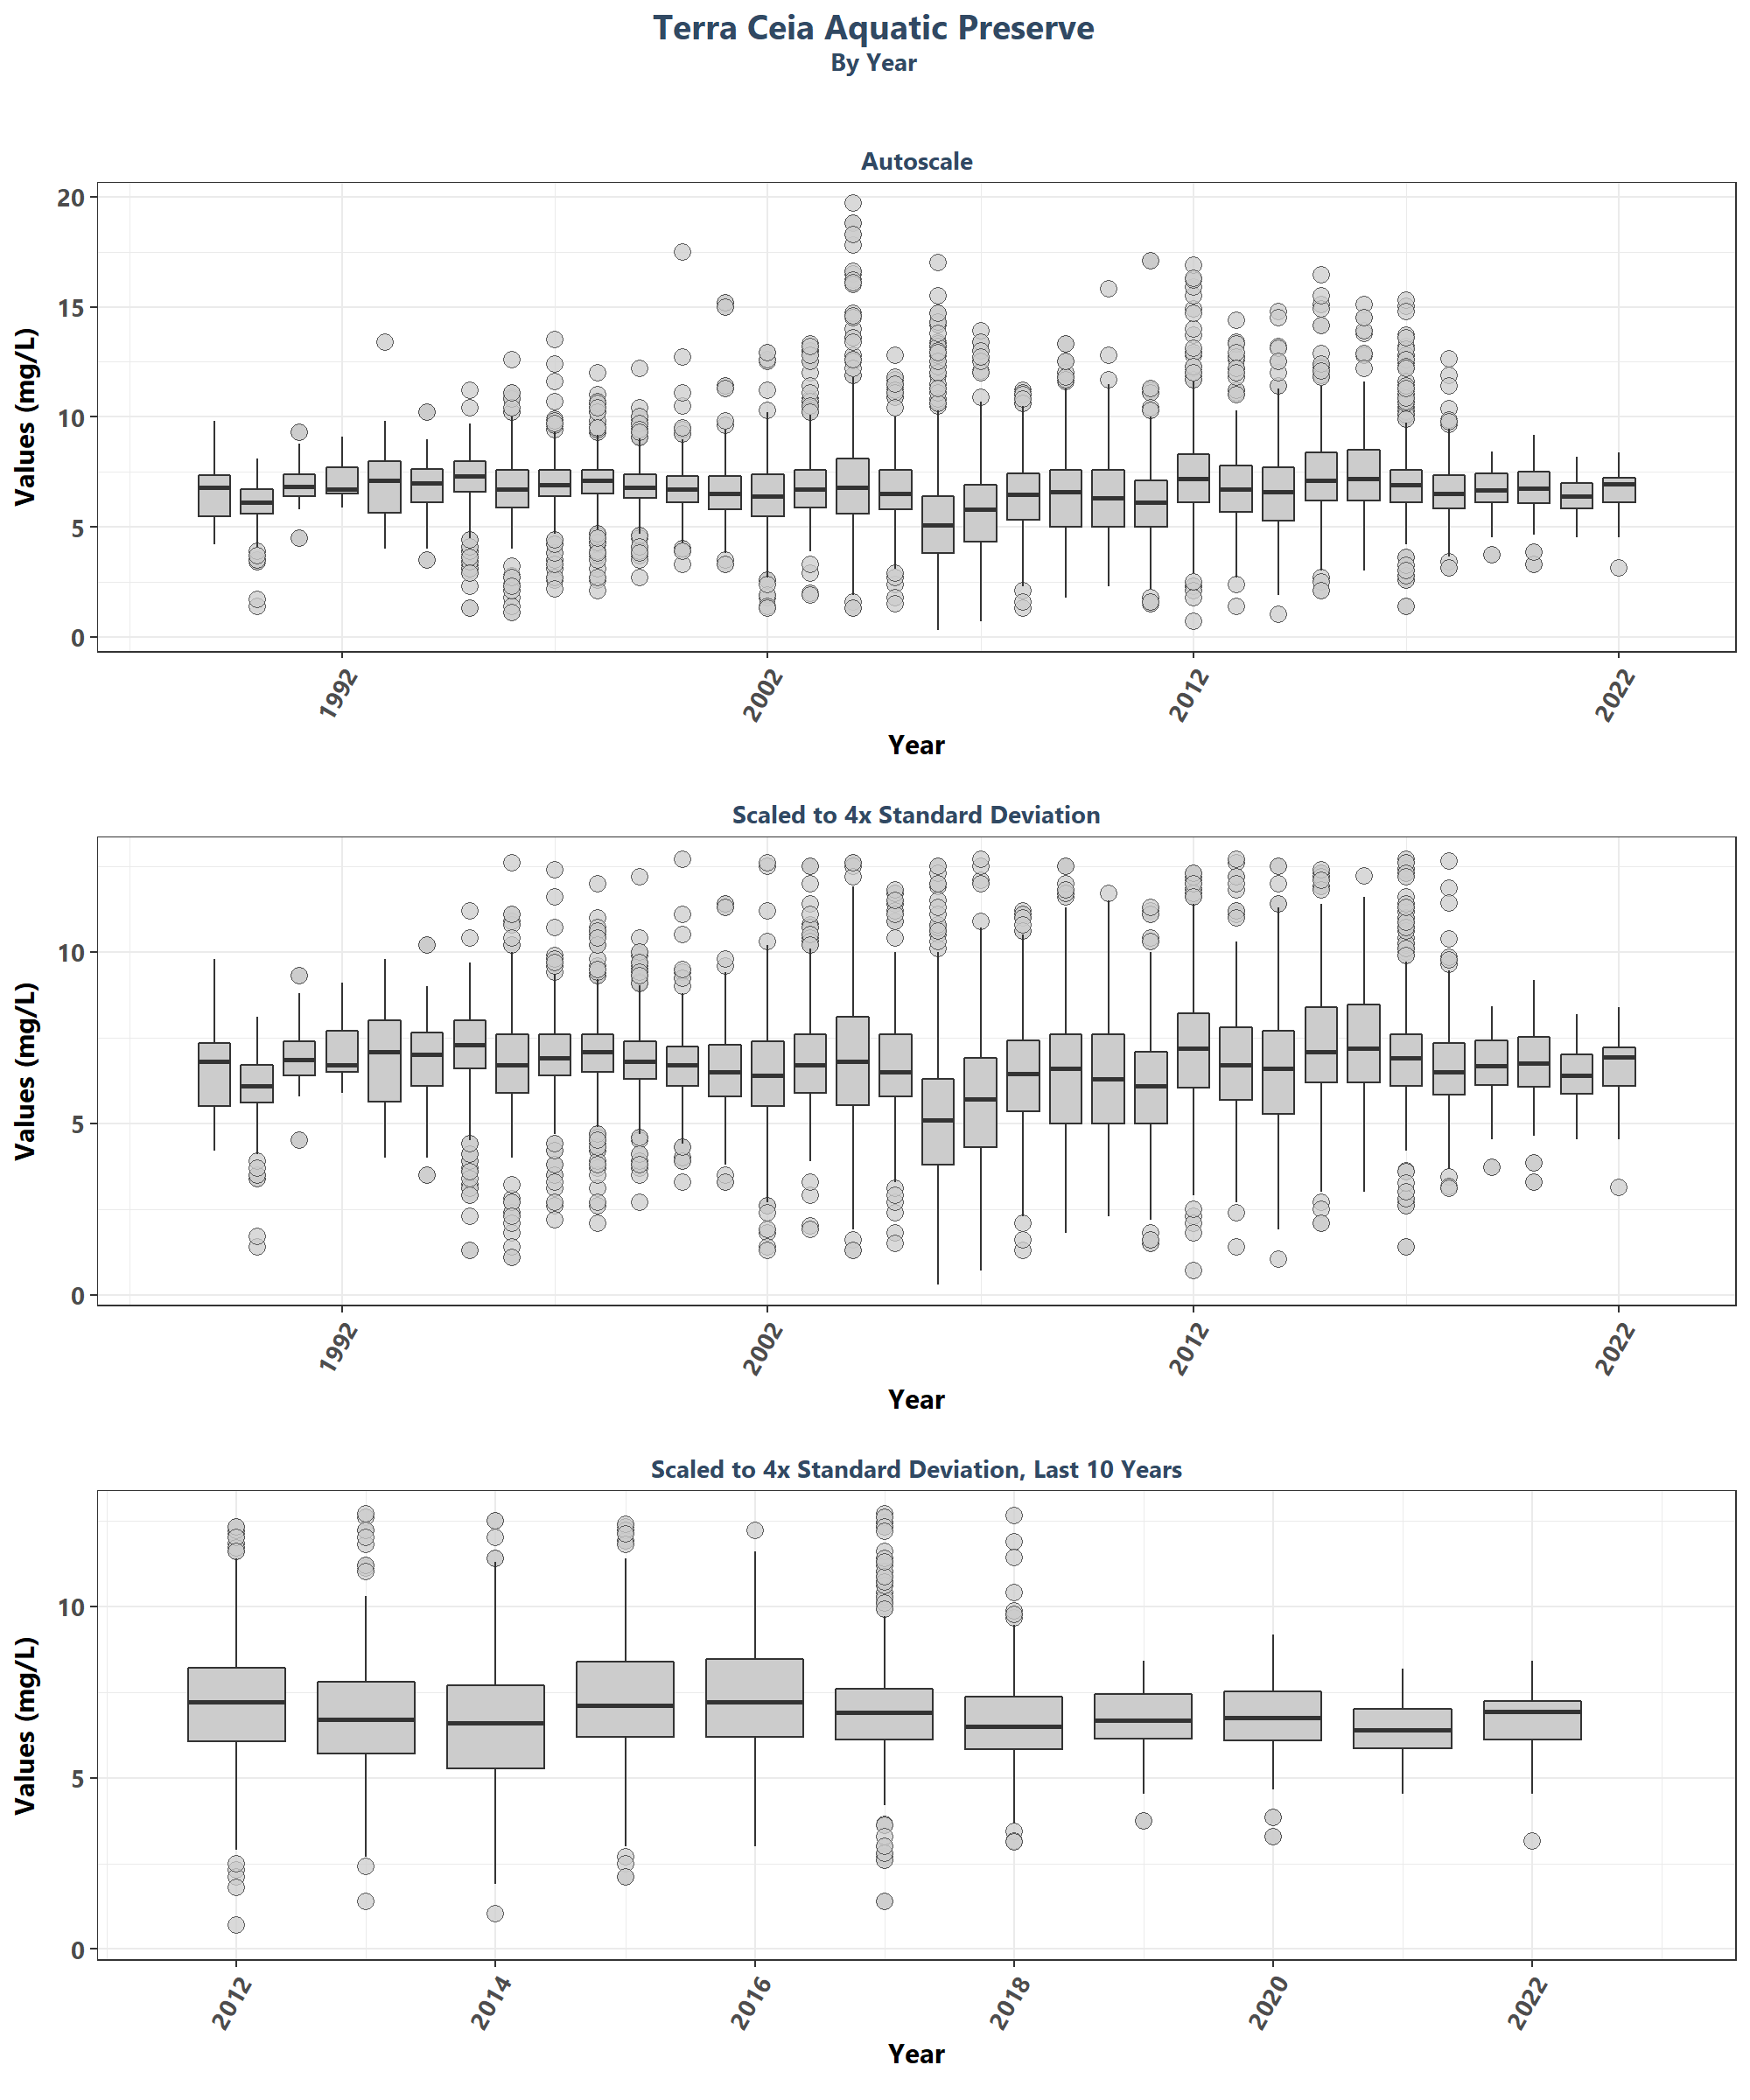 Terra Ceia Aquatic Preserve
By Year
Autoscale
Values (mg/L)
20
15
10
5
0
1992
2002
2012
2022
Year
Scaled to 4x Standard Deviation
Values (mg/L)
10
5
0
1992
2002
2012
2022
Year
Scaled to 4x Standard Deviation, Last 10 Years
Values (mg/L)
10
5
0
2012
2014
2016
2018
2020
2022
Year